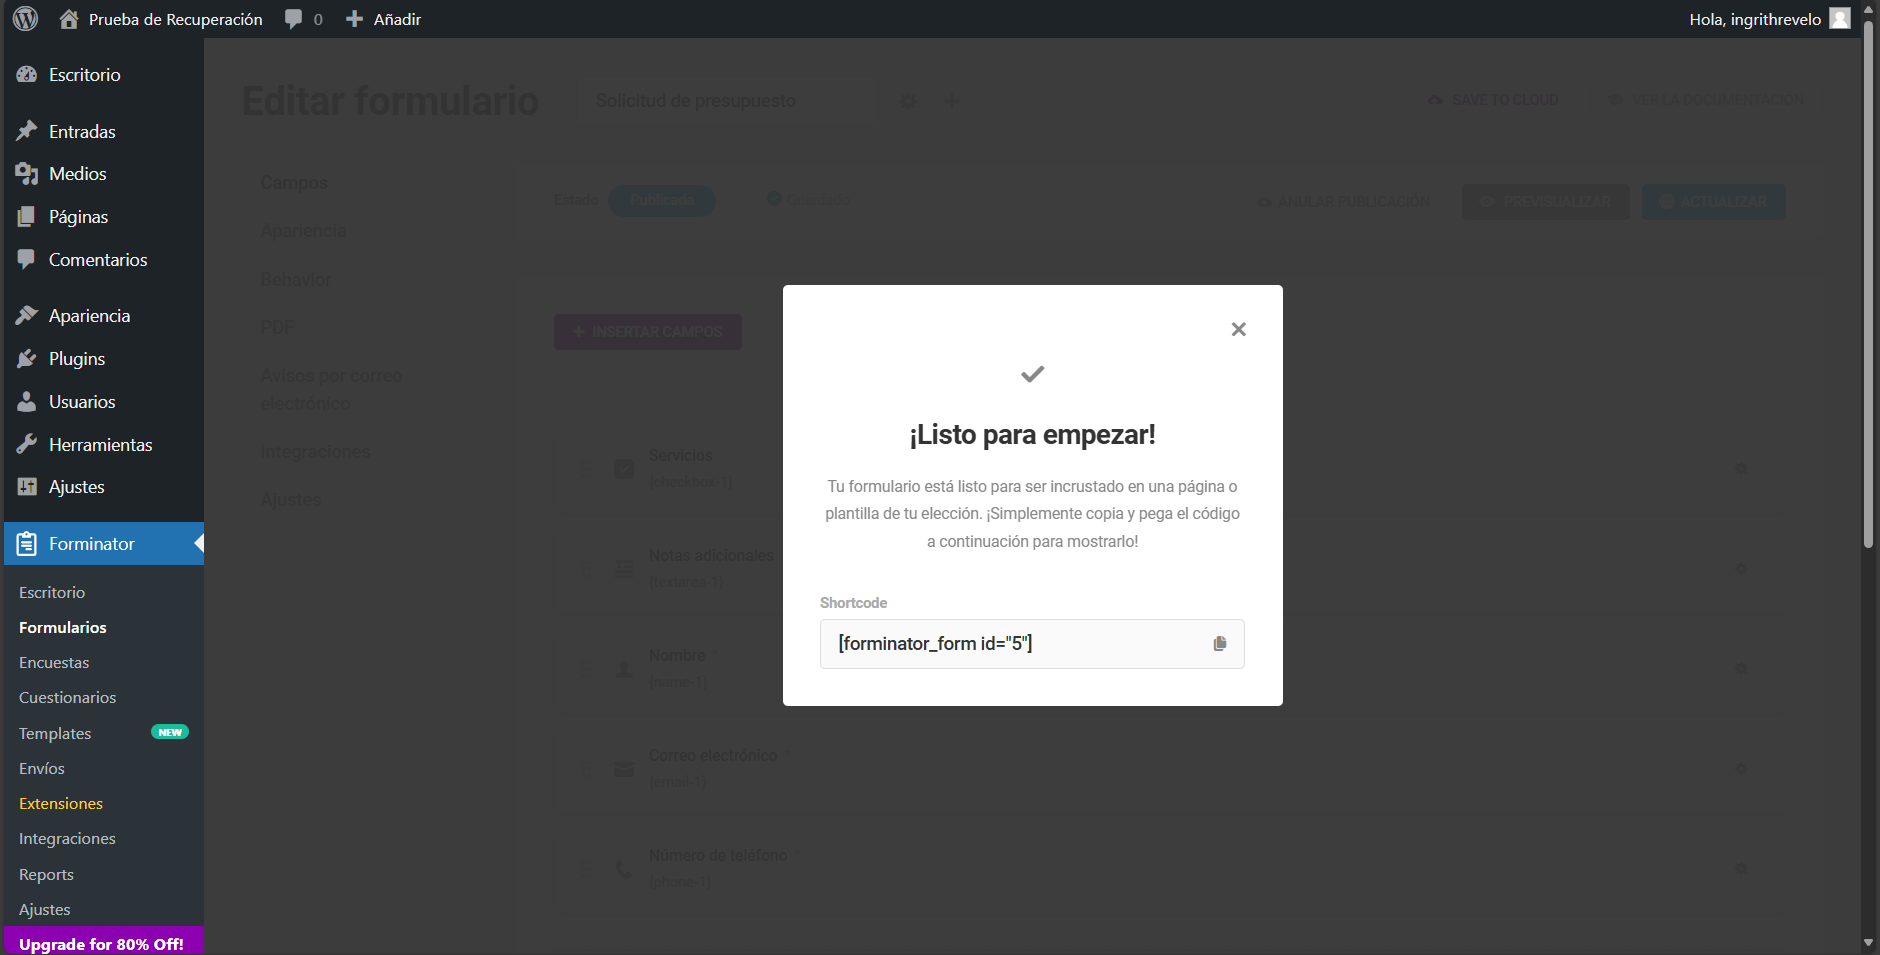 Prueba de Recuperación
0
Añadir
Hola, ingrithrevelo
Escritorio
Entradas
Medios
Páginas
Comentarios
Apariencia
Plugins
Usuarios
Herramientas
Ajustes
Forminator
Escritorio
Formularios
Encuestas
Cuestionarios
Templates NEW
Envíos
Extensiones
Integraciones
Reports
Ajustes
Upgrade for 80% Off!
Editar formulario
Solicitud de presupuesto
SAVE TO CLOUD
VER LA DOCUMENTACIÓN
Campos
Apariencia
Behavior
PDF
Avisos por correo
electrónico
Integraciones
Ajustes
Estado
Publicada
Guardado
ANULAR PUBLICACIÓN
PREVISUALIZAR
ACTUALIZAR
INSERTAR CAMPOS
Servicios
(checkbox-1)
Notas adicionales
(textarea-1)
Nombre *
(name-1)
Correo electrónico *
(email-1)
Número de teléfono *
(phone-1)
¡Listo para empezar!
Tu formulario está listo para ser incrustado en una página o
plantilla de tu elección. ¡Simplemente copia y pega el código
a continuación para mostrarlo!
Shortcode
[forminator_form id="5"]